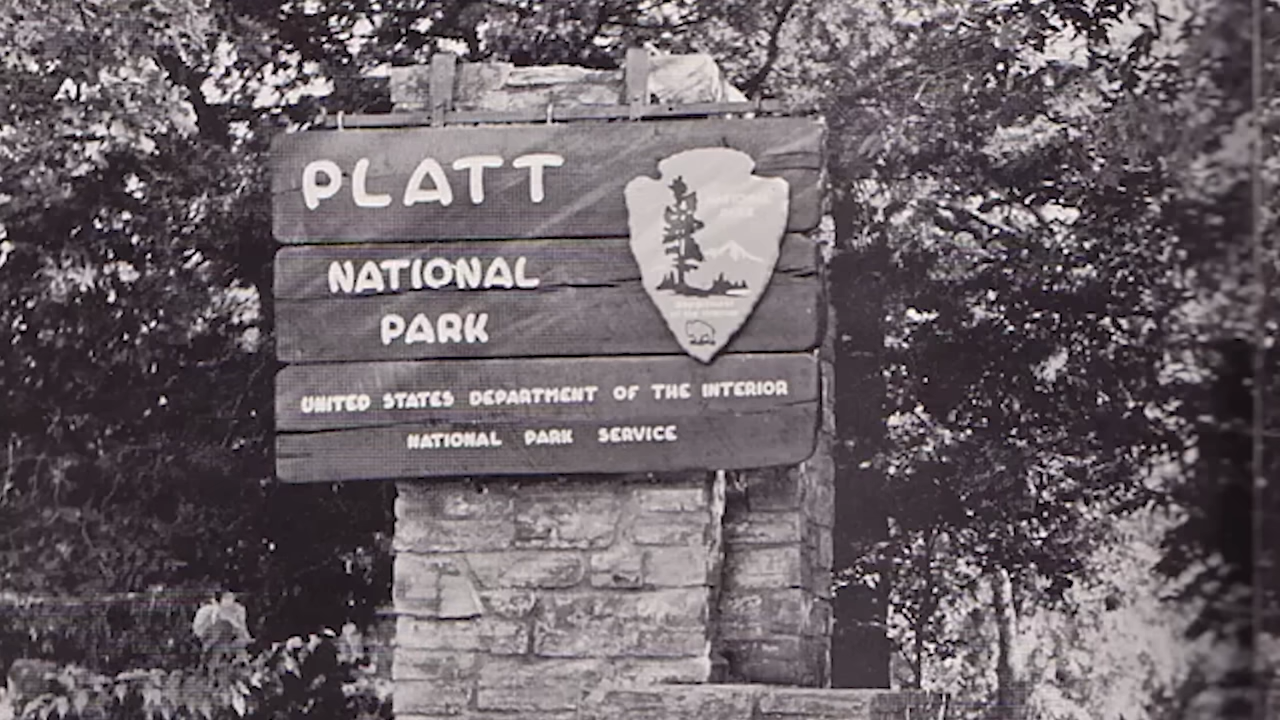 PLATT
NATIONAL
PARK
UNITED STATES DEPARTMENT OF THE INTERIOR
NATIONAL PARK SERVICE